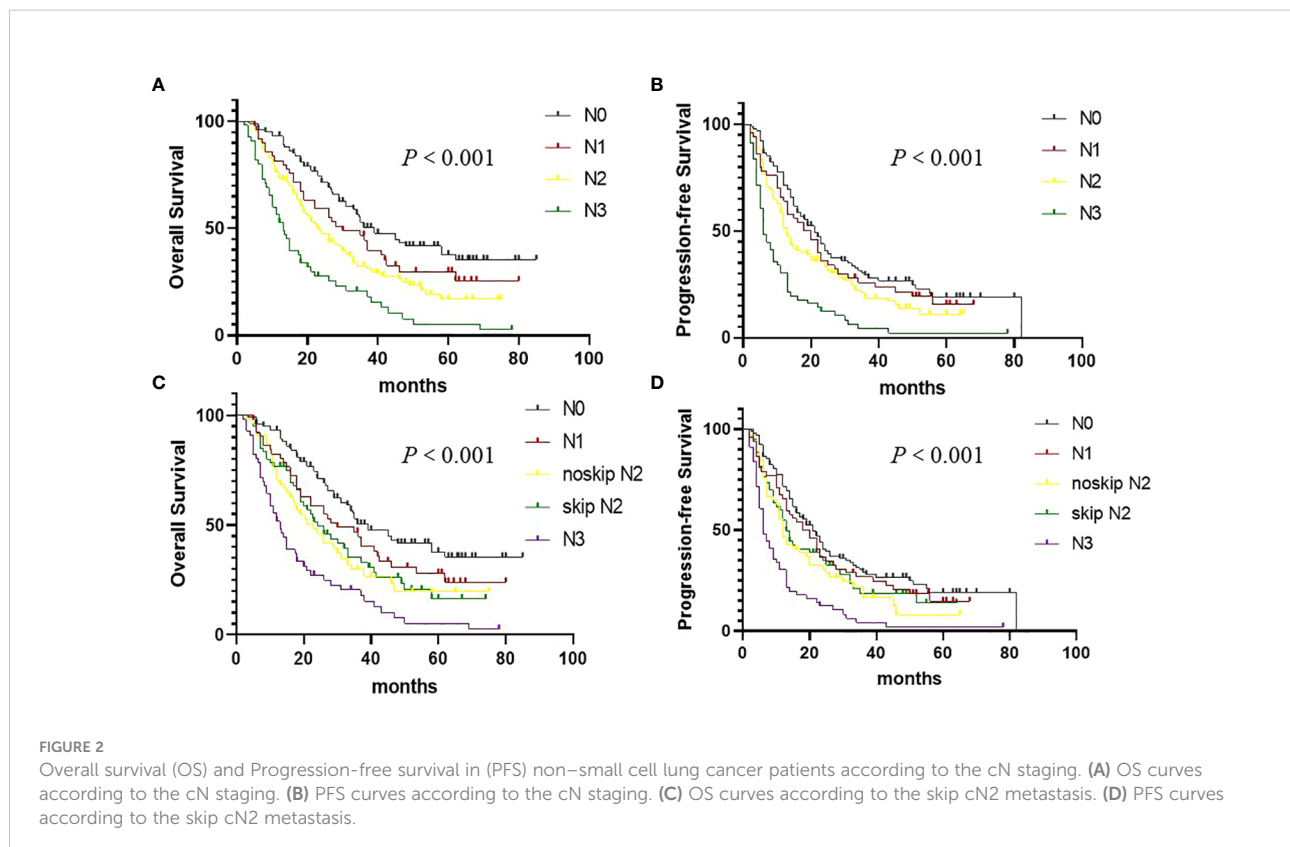 A
Overall Survival
100
50
0
0 20 40 60 80 100
months
P < 0.001
N0
N1
N2
N3
B
Progression-free Survival
100
50
0
0 20 40 60 80 100
months
P < 0.001
N0
N1
N2
N3
C
Overall Survival
100
50
0
0 20 40 60 80 100
months
P < 0.001
N0
N1
noskip N2
skip N2
N3
D
Progression-free Survival
100
50
0
0 20 40 60 80 100
months
P < 0.001
N0
N1
noskip N2
skip N2
N3
FIGURE 2
Overall survival (OS) and Progression-free survival in (PFS) non–small cell lung cancer patients according to the cN staging. (A) OS curves
according to the cN staging. (B) PFS curves according to the cN staging. (C) OS curves according to the skip cN2 metastasis. (D) PFS curves
according to the skip cN2 metastasis.